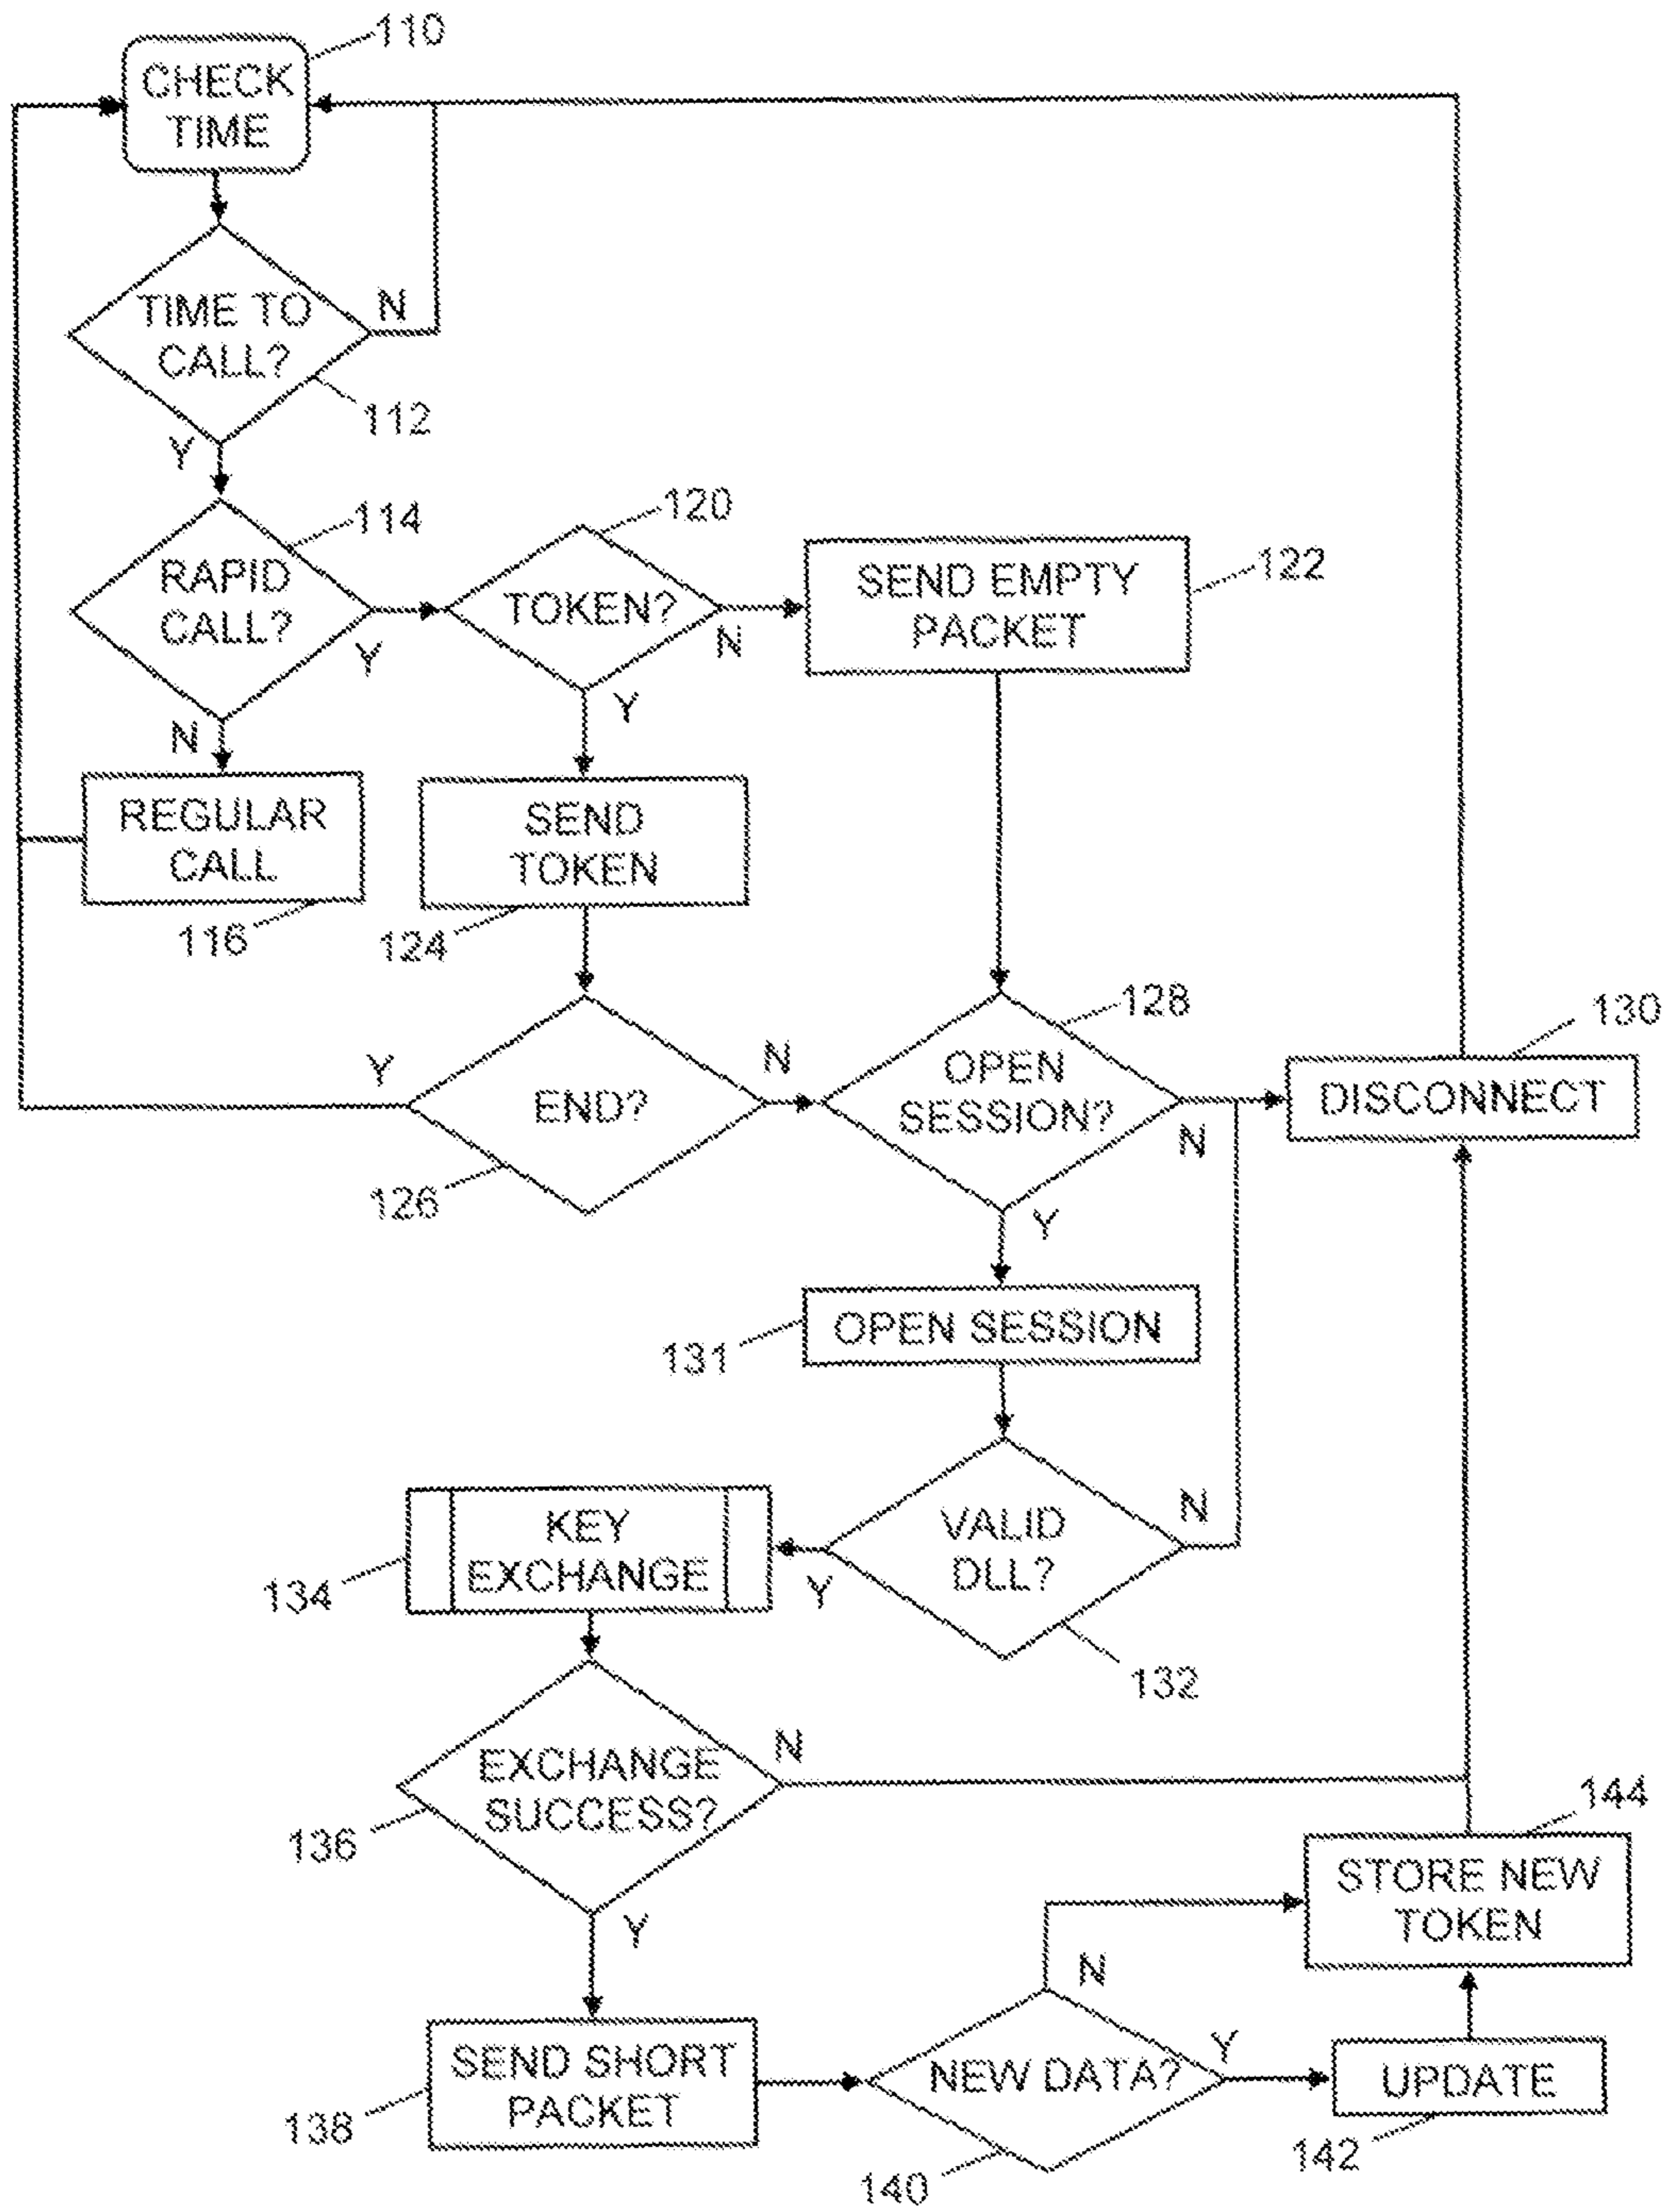 110
CHECK
TIME
TIME TO
CALL?
N
112
Y
114
RAPID
CALL?
Y
N
120
TOKEN?
N
Y
SEND EMPTY
PACKET
122
REGULAR
CALL
116
SEND
TOKEN
124
Y
END?
N
126
128
OPEN
SESSION?
N
Y
130
DISCONNECT
OPEN SESSION
131
VALID
DLL?
N
Y
132
KEY
EXCHANGE
134
EXCHANGE
SUCCESS?
N
136
Y
144
STORE NEW
TOKEN
SEND SHORT
PACKET
138
N
NEW DATA?
Y
140
UPDATE
142